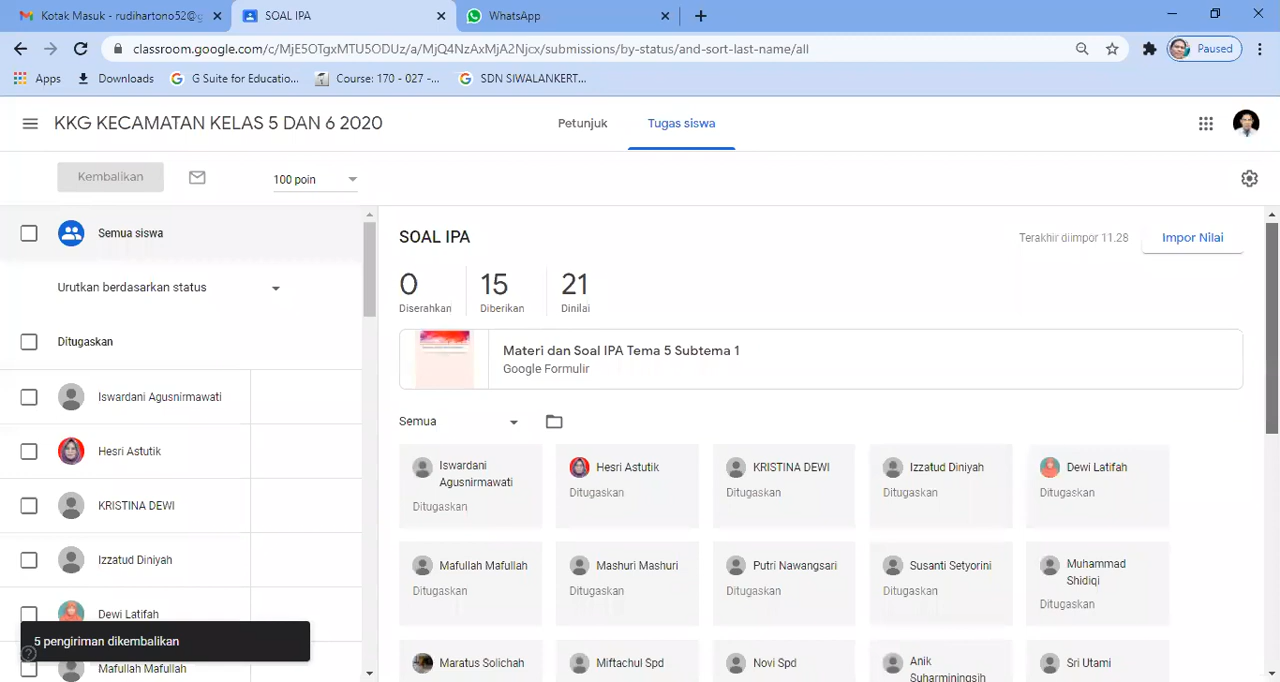 Kotak Masuk - rudihartono52@g
SOAL IPA
WhatsApp
classroom.google.com/c/MjE5OTgxMTU5ODUz/a/MjQ4NzAxMjA2Njcx/submissions/by-status/and-sort-last-name/all
Paused
Apps
Downloads
G Suite for Educatio...
Course: 170 - 027 -...
SDN SIWALANKERT...
KKG KECAMATAN KELAS 5 DAN 6 2020
Petunjuk
Tugas siswa
Kembalikan
100 poin
Semua siswa
Urutkan berdasarkan status
Ditugaskan
Iswardani Agusnirmawati
Hesri Astutik
KRISTINA DEWI
Izzatud Diniyah
Dewi Latifah
Mafullah Mafullah
5 pengiriman dikembalikan
SOAL IPA
Terakhir diimpor 11.28
Impor Nilai
0
Diserahkan
15
Diberikan
21
Dinilai
Materi dan Soal IPA Tema 5 Subtema 1
Google Formulir
Semua
Iswardani
Agusnirmawati
Ditugaskan
Hesri Astutik
Ditugaskan
KRISTINA DEWI
Ditugaskan
Izzatud Diniyah
Ditugaskan
Dewi Latifah
Ditugaskan
Mafullah Mafullah
Ditugaskan
Mashuri Mashuri
Ditugaskan
Putri Nawangsari
Ditugaskan
Susanti Setyorini
Ditugaskan
Muhammad
Shidiqi
Ditugaskan
Maratus Solichah
Miftachul Spd
Novi Spd
Anik
Suharminingsih
Sri Utami